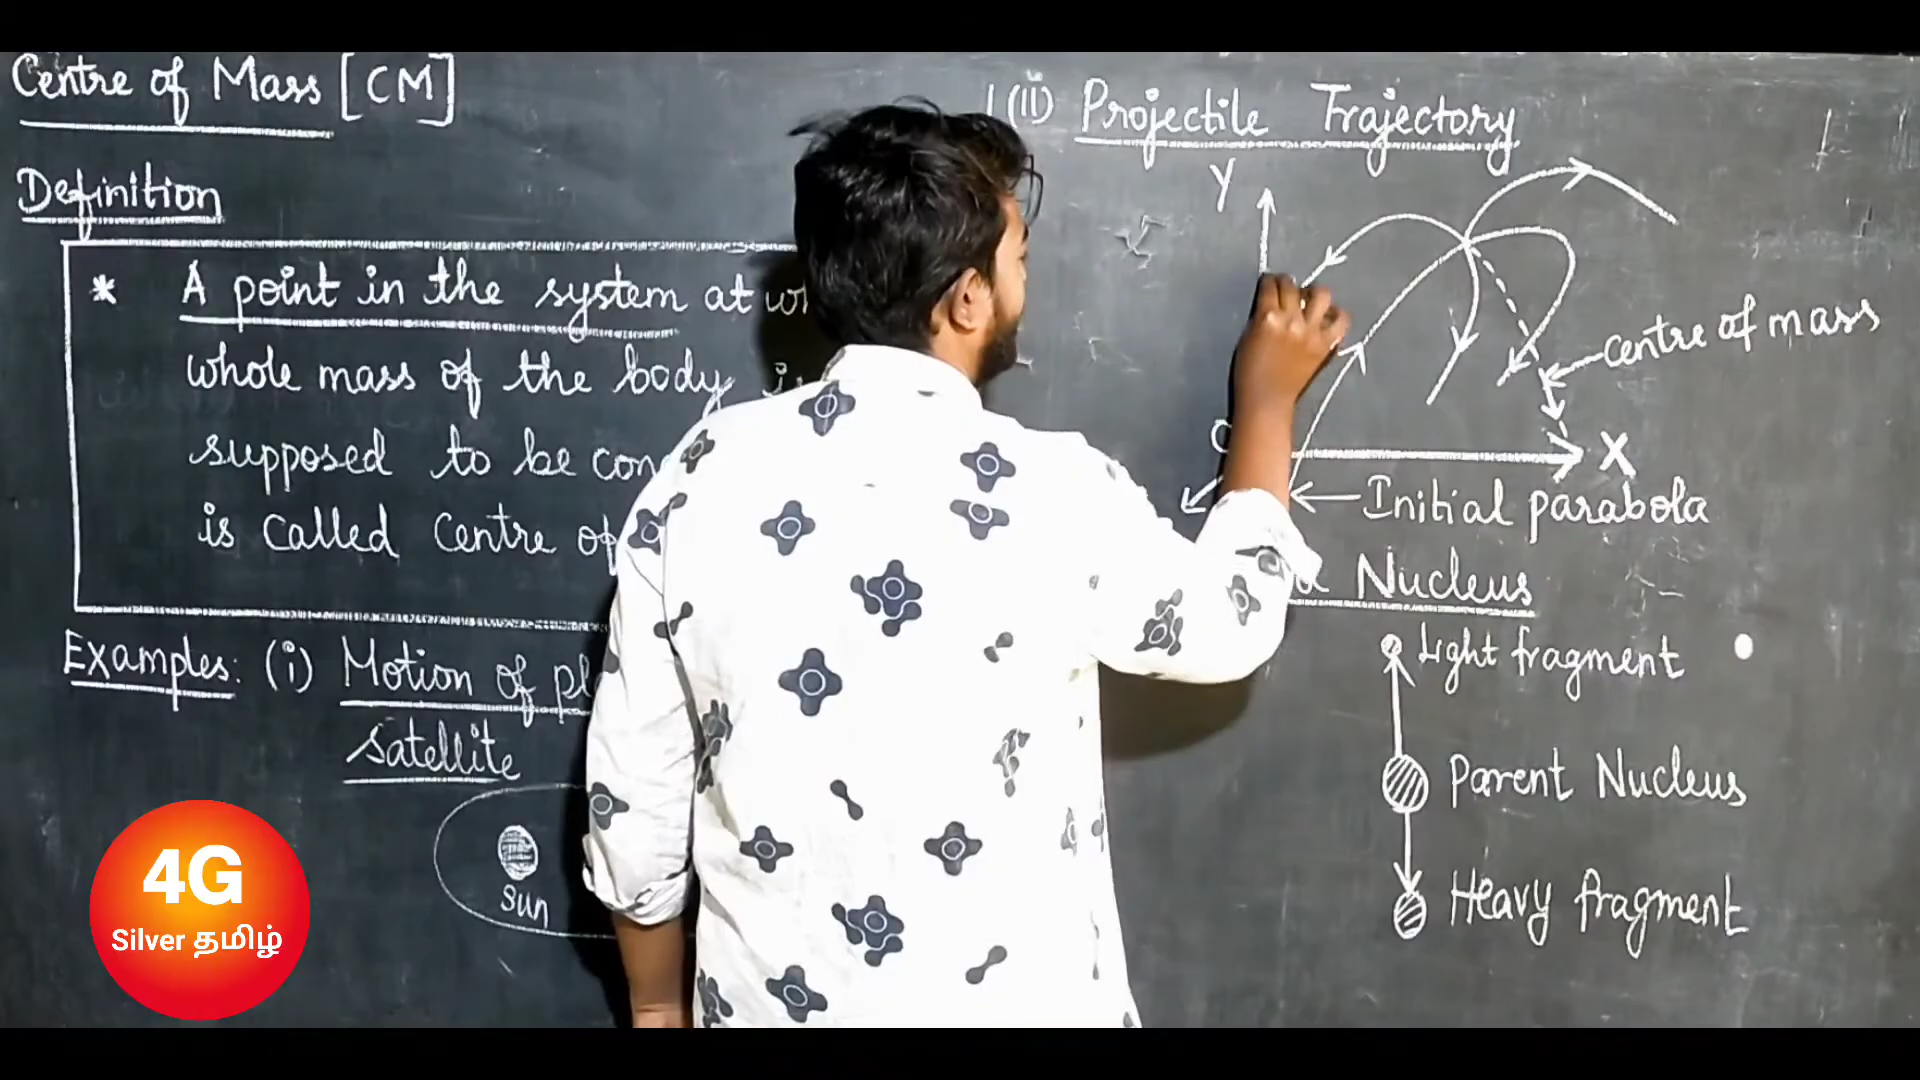 Centre of Mass [CM]
Definition
* A point in the system at
whole mass of the body
supposed to be
is called Centre of
Examples: (i) Motion of
Satellite
Sun
(ii) Projectile Trajectory
Y
centre of mass
X
Initial parabola
Nucleus
Light fragment
Parent Nucleus
Heavy fragment
4G
Silver தமிழ்